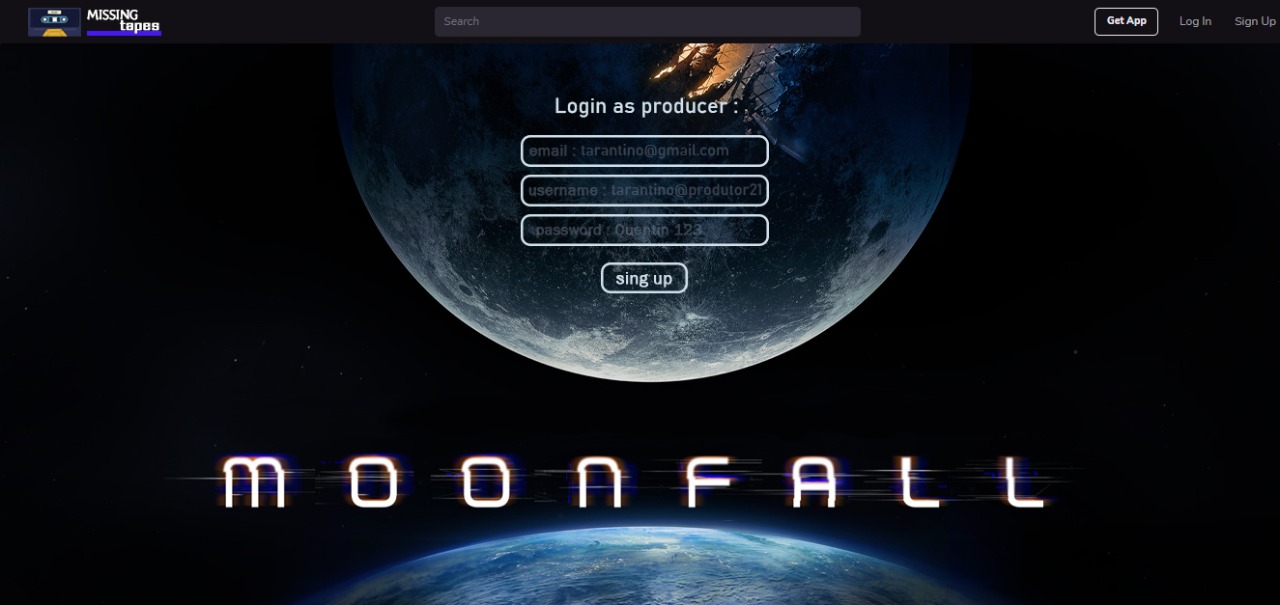 MISSING
tapes
Search
Get App
Log In
Sign Up
Login as producer :
email : tarantino@gmail.com
username : tarantino@produtor21
password : Quentin 123
sing up
MOONFALL